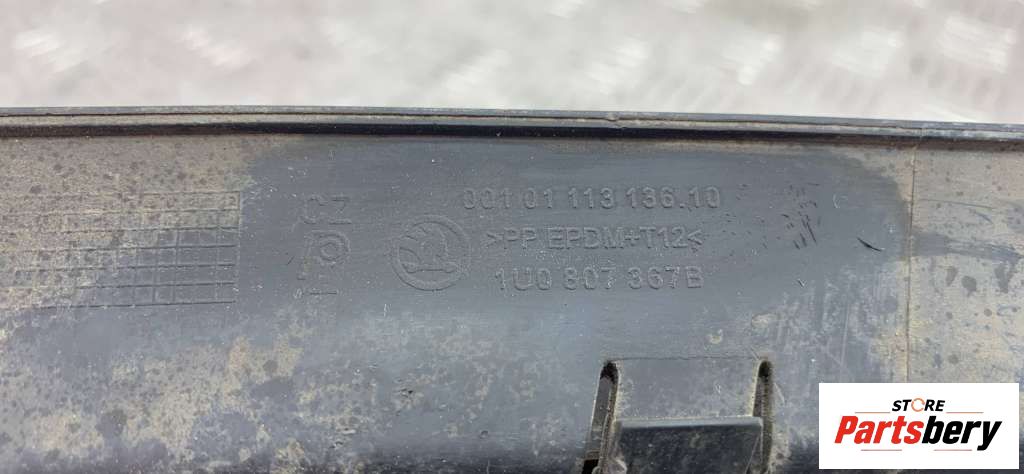 CZ
001 01 113 136.10
>PP EPDM+T12<
1U0 807 367B
STORE
Partsbery